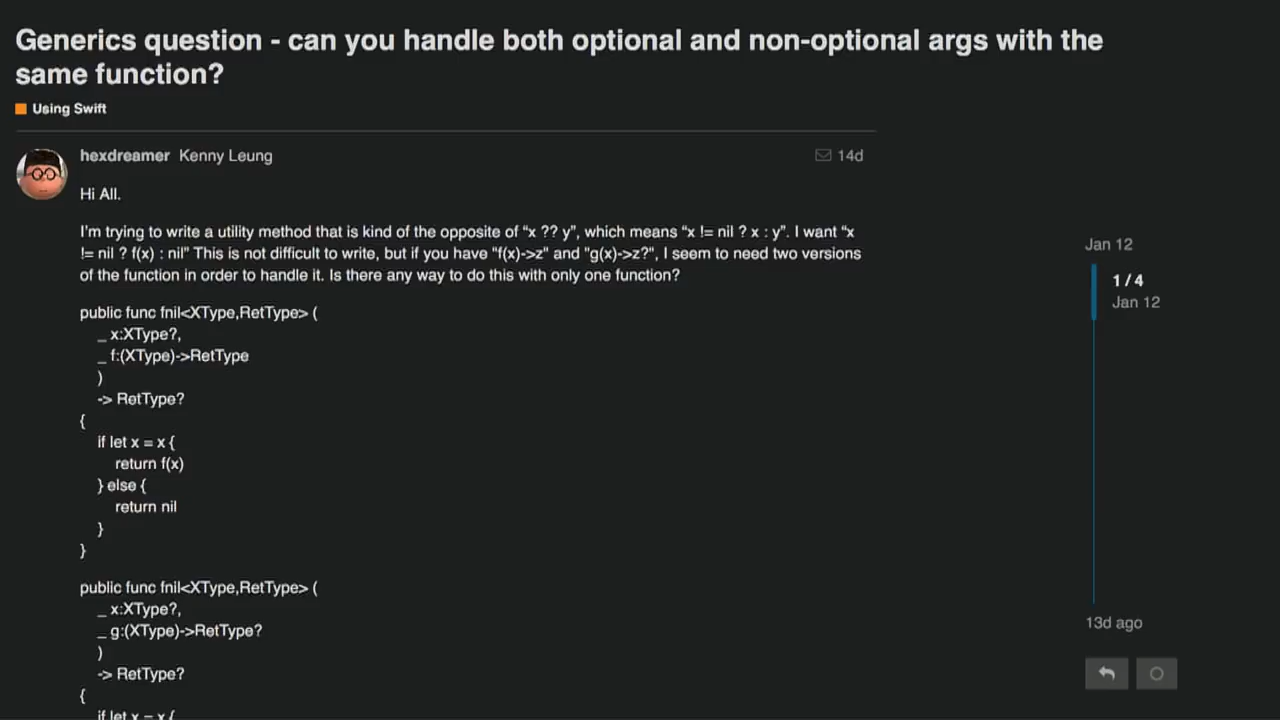 Generics question - can you handle both optional and non-optional args with the
same function?
Using Swift
hexdreamer Kenny Leung
14d
Hi All.
I'm trying to write a utility method that is kind of the opposite of “x ?? y”, which means “x != nil ? x : y”. I want “x
!= nil ? f(x) : nil" This is not difficult to write, but if you have "f(x)->z" and "g(x)->z?", I seem to need two versions
of the function in order to handle it. Is there any way to do this with only one function?
public func fnil<XType,RetType> (
_ x:XType?,
_ f:(XType)->RetType
)
-> RetType?
{
if let x = x {
return f(x)
} else {
return nil
}
}
public func fnil<XType,RetType> (
_ x:XType?,
_ g:(XType)->RetType?
)
-> RetType?
{
if let x = x {
Jan 12
1 / 4
Jan 12
13d ago